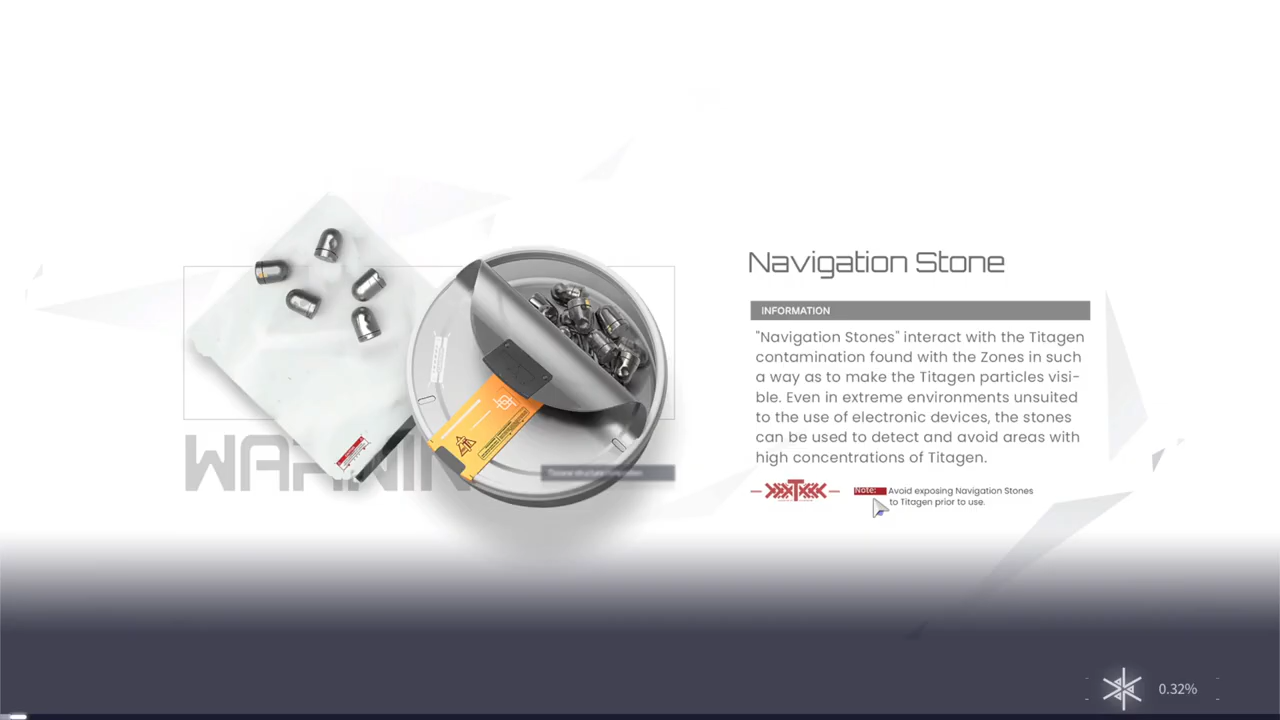 Navigation Stone
INFORMATION
"Navigation Stones" interact with the Titagen
contamination found with the Zones in such
a way as to make the Titagen particles visi-
ble. Even in extreme environments unsuited
to the use of electronic devices, the stones
can be used to detect and avoid areas with
high concentrations of Titagen.
Note: Avoid exposing Navigation Stones
to Titagen prior to use.
0.32%